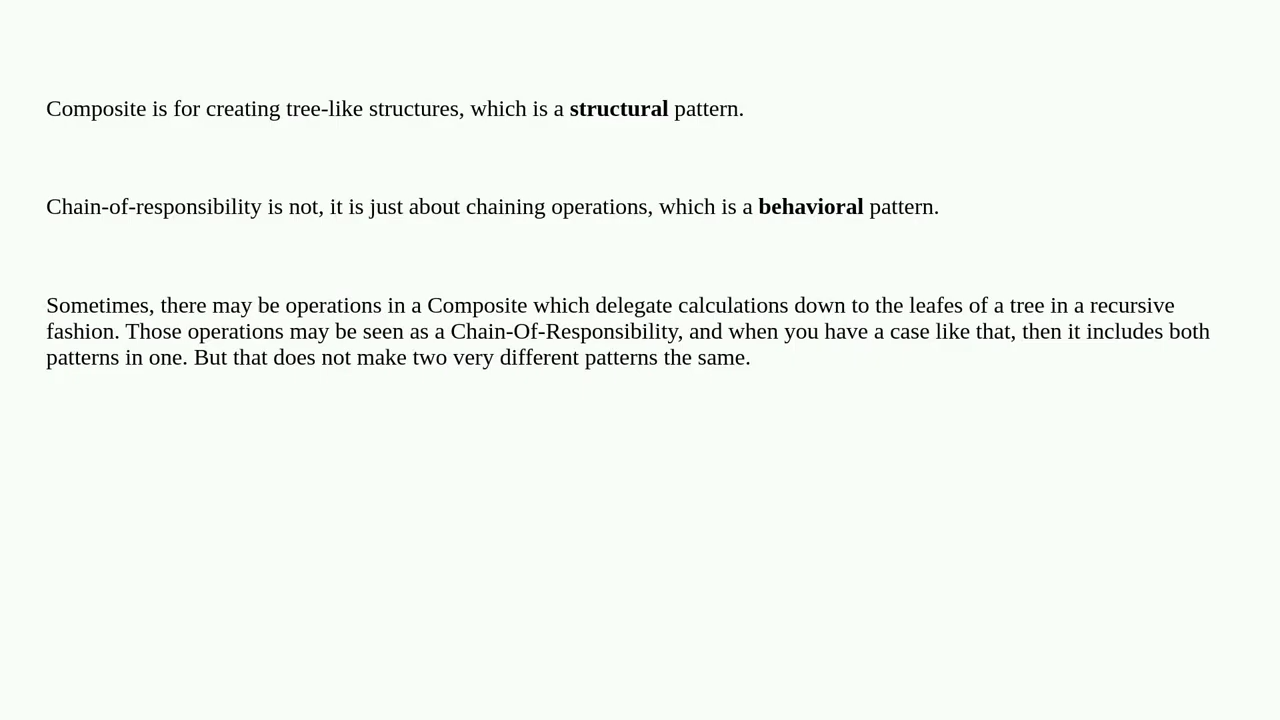 Composite is for creating tree-like structures, which is a structural pattern.
Chain-of-responsibility is not, it is just about chaining operations, which is a behavioral pattern.
Sometimes, there may be operations in a Composite which delegate calculations down to the leafes of a tree in a recursive
fashion. Those operations may be seen as a Chain-Of-Responsibility, and when you have a case like that, then it includes both
patterns in one. But that does not make two very different patterns the same.